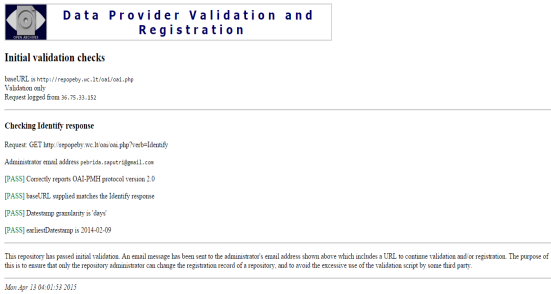 OPEN ARCHIVES
Data Provider Validation and
Registration
Initial validation checks
baseURL is http://repopeby.wc.lt/oai/oai.php
Validation only
Request logged from 36.75.33.152
Checking Identify response
Request: GET http://repopeby.wc.lt/oai/oai.php?verb=Identify
Administrator email address pebrida.saputri@gmail.com
[PASS] Correctly reports OAI-PMH protocol version 2.0
[PASS] baseURL supplied matches the Identify response
[PASS] Datestamp granularity is 'days'
[PASS] earliestDatestamp is 2014-02-09
This repository has passed initial validation. An email message has been sent to the administrator's email address shown above which includes a URL to continue validation and/or registration. The purpose of
this is to ensure that only the repository administrator can change the registration record of a repository, and to avoid the excessive use of the validation script by some third party.
Mon Apr 13 04:01:53 2015